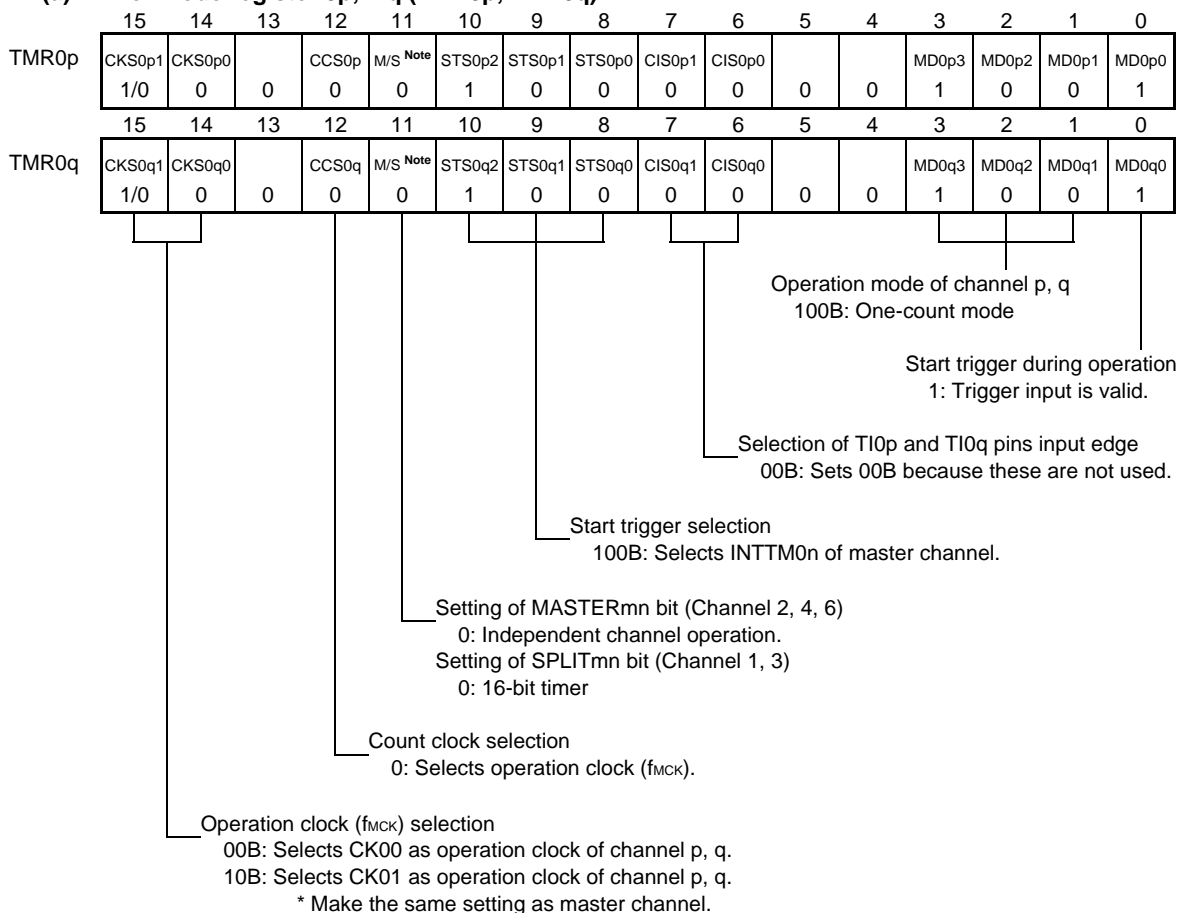 15 14 13 12 11 10 9 8 7 6 5 4 3 2 1 0
TMR0p CKS0p1 CKS0p0 CCS0p M/S Note STS0p2 STS0p1 STS0p0 CIS0p1 CIS0p0 MD0p3 MD0p2 MD0p1 MD0p0
1/0 0 0 0 0 1 0 0 0 0 0 0 1 0 0 1
15 14 13 12 11 10 9 8 7 6 5 4 3 2 1 0
TMR0q CKS0q1 CKS0q0 CCS0q M/S Note STS0q2 STS0q1 STS0q0 CIS0q1 CIS0q0 MD0q3 MD0q2 MD0q1 MD0q0
1/0 0 0 0 0 1 0 0 0 0 0 0 1 0 0 1
Operation mode of channel p, q
100B: One-count mode
Start trigger during operation
1: Trigger input is valid.
Selection of TI0p and TI0q pins input edge
00B: Sets 00B because these are not used.
Start trigger selection
100B: Selects INTTM0n of master channel.
Setting of MASTERmn bit (Channel 2, 4, 6)
0: Independent channel operation.
Setting of SPLITmn bit (Channel 1, 3)
0: 16-bit timer
Count clock selection
0: Selects operation clock (fMCK).
Operation clock (fMCK) selection
00B: Selects CK00 as operation clock of channel p, q.
10B: Selects CK01 as operation clock of channel p, q.
* Make the same setting as master channel.